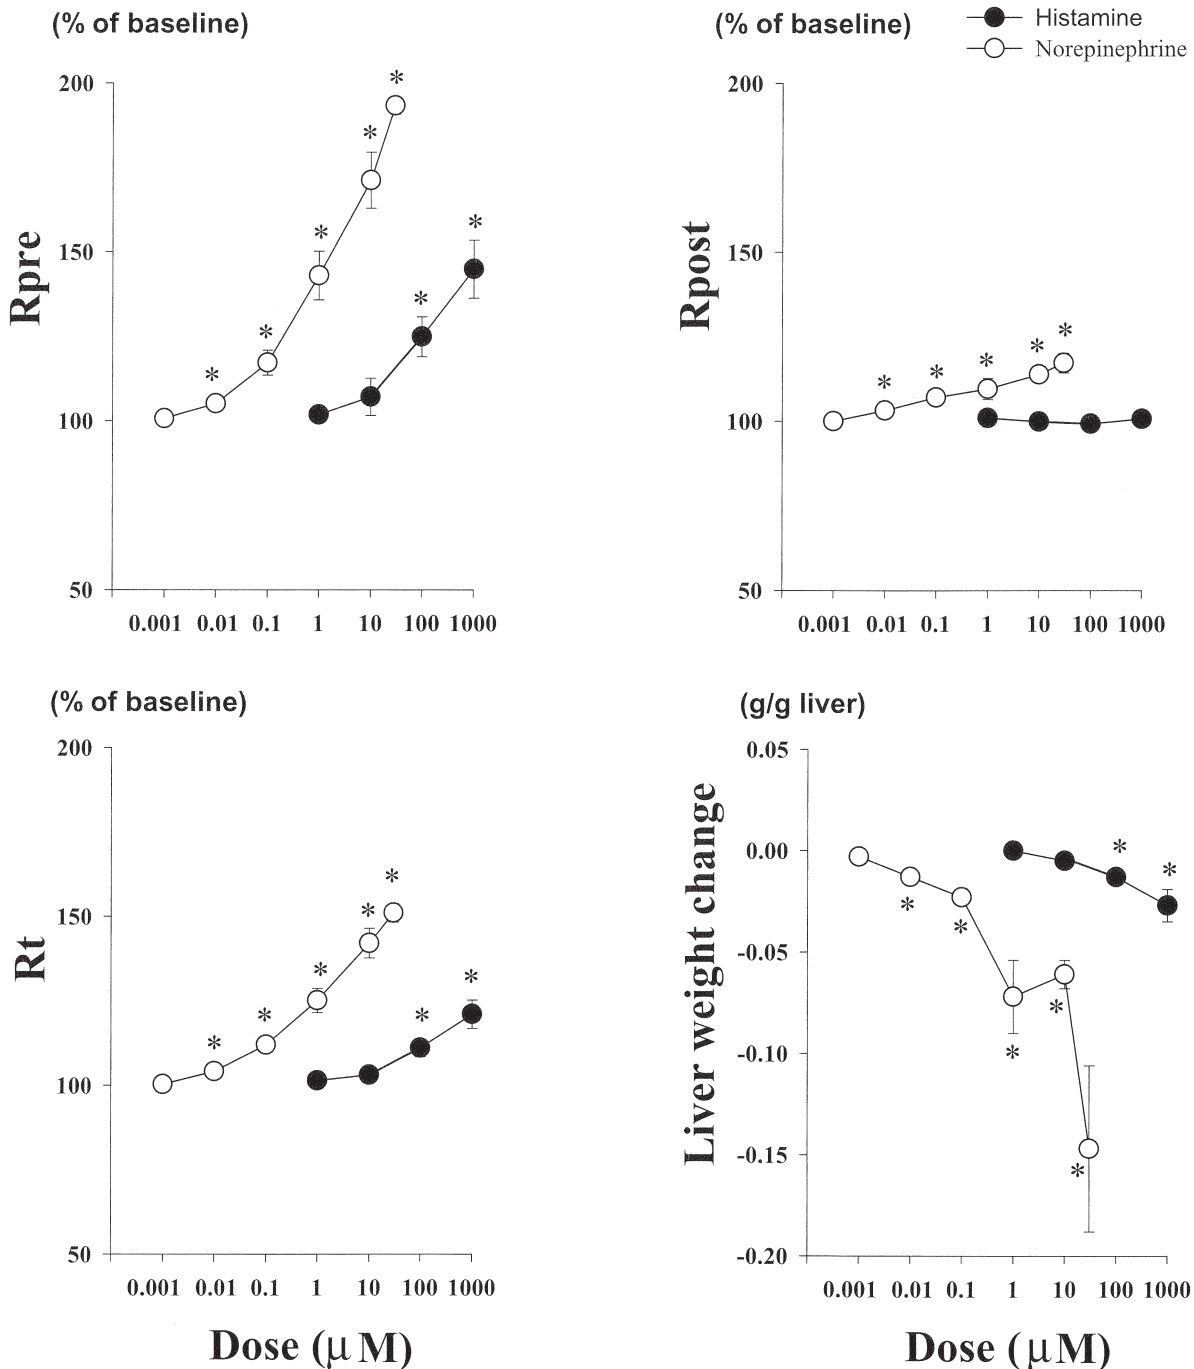 (% of baseline)
200
150
100
50
Rpre
*
*
*
*
*
*
*
0.001 0.01 0.1 1 10 100 1000
(% of baseline)
Histamine
Norepinephrine
200
150
100
50
Rpost
*
*
*
*
*
0.001 0.01 0.1 1 10 100 1000
(% of baseline)
200
150
100
50
Rt
*
*
*
*
*
*
*
0.001 0.01 0.1 1 10 100 1000
Dose (μM)
(g/g liver)
0.05
0.00
-0.05
-0.10
-0.15
-0.20
Liver weight change
*
*
*
*
*
*
*
0.001 0.01 0.1 1 10 100 1000
Dose (μM)